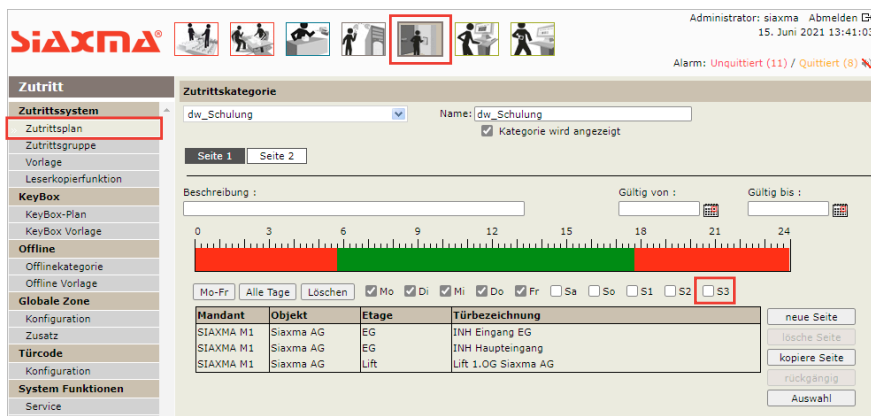 SiAXMA®
Administrator: siaxma Abmelden
15. Juni 2021 13:41:03
Alarm: Unquittiert (11) / Quittiert (8)
Zutritt
Zutrittssystem
Zutrittsplan
Zutrittsgruppe
Vorlage
Leserkopierfunktion
KeyBox
KeyBox-Plan
KeyBox Vorlage
Offline
Offlinekategorie
Offline Vorlage
Globale Zone
Konfiguration
Zusatz
Türcode
Konfiguration
System Funktionen
Service
Zutrittskategorie
dw_Schulung Name: dw_Schulung
Kategorie wird angezeigt
Seite 1 Seite 2
Beschreibung : Gültig von : Gültig bis :
0 3 6 9 12 15 18 21 24
Mo-Fr Alle Tage Löschen Mo Di Mi Do Fr Sa So S1 S2 S3
Mandant Objekt Etage Türbezeichnung
SIAXMA M1 Siaxma AG EG INH Eingang EG
SIAXMA M1 Siaxma AG EG INH Haupteingang
SIAXMA M1 Siaxma AG Lift Lift 1.OG Siaxma AG
neue Seite
lösche Seite
kopiere Seite
rückgängig
Auswahl